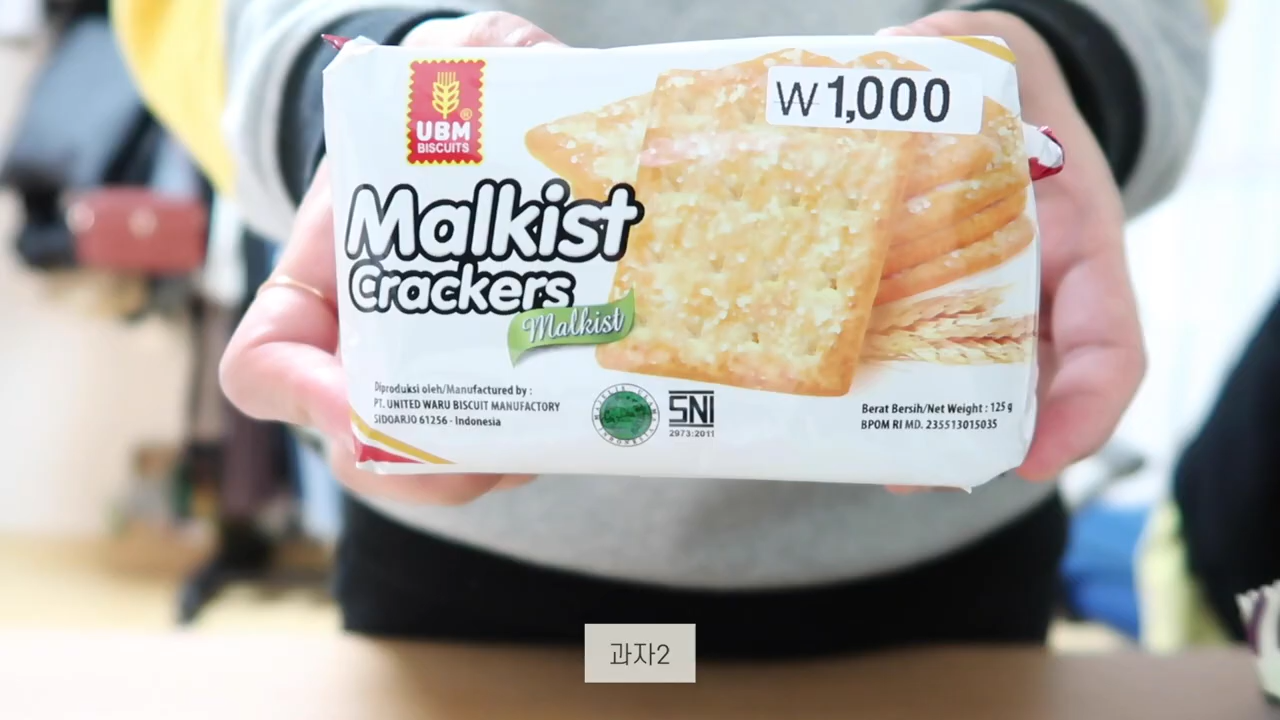 ₩1,000
UBM
BISCUITS
Malkist
Crackers
Malkist
Diproduksi oleh/Manufactured by :
PT. UNITED WARU BISCUIT MANUFACTORY
SIDOARJO 61256 - Indonesia
SNI
2973:2011
Berat Bersih/Net Weight : 125 g
BPOM RI MD. 235513015035
과자2